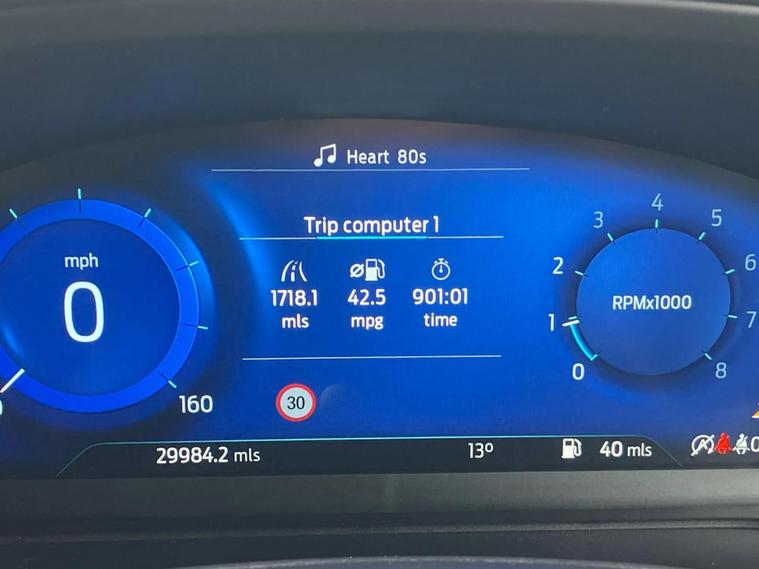 Heart 80s
Trip computer 1
1718.1 42.5 901:01
mls mpg time
mph
0
160
30
4
3 5
2 6
RPMx1000
1 7
0 8
29984.2 mls 13º 40 mls